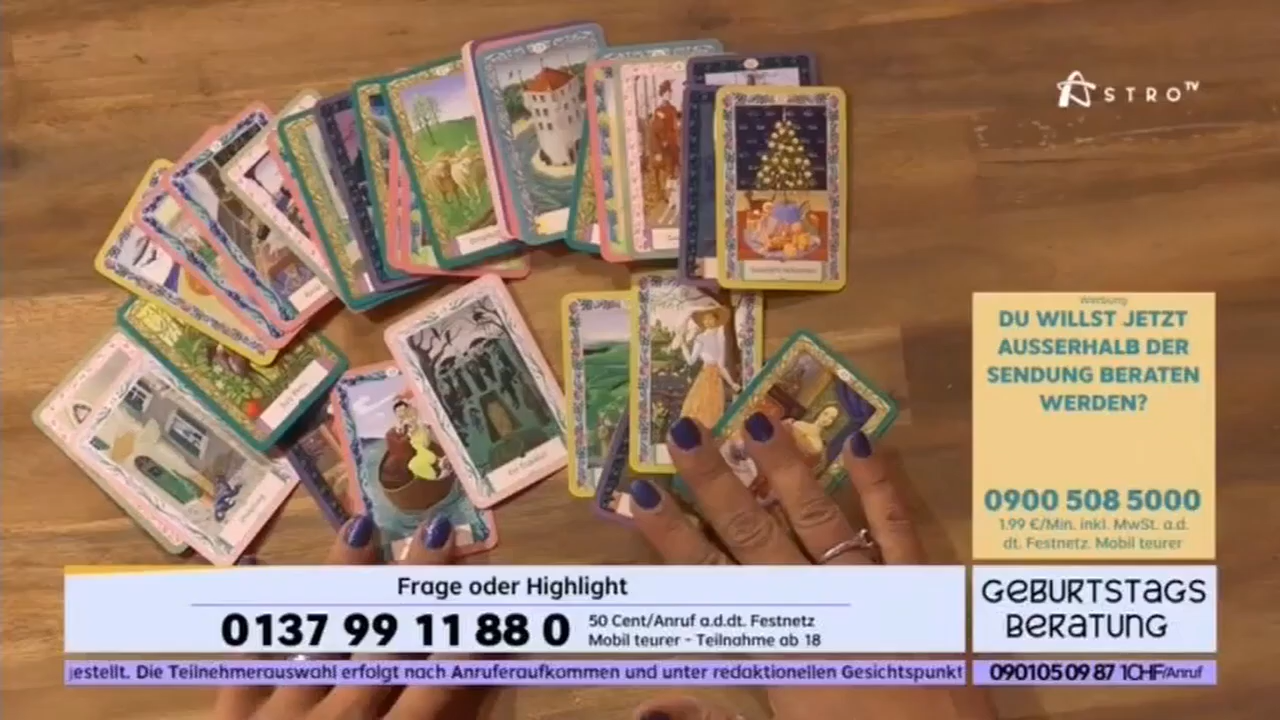 ASTRO TV
Werbung
DU WILLST JETZT
AUSSERHALB DER
SENDUNG BERATEN
WERDEN?
0900 508 5000
1.99 €/Min. inkl. MwSt. a.d.
dt. Festnetz. Mobil teurer
Frage oder Highlight
0137 99 11 88 0
50 Cent/Anruf a.d.dt. Festnetz
Mobil teurer - Teilnahme ab 18
GEBURTSTAGS
BERATUNG
jestellt. Die Teilnehmerauswahl erfolgt nach Anruferaufkommen und unter redaktionellen Gesichtspunkt
090105 09 87 1CHF/Anruf